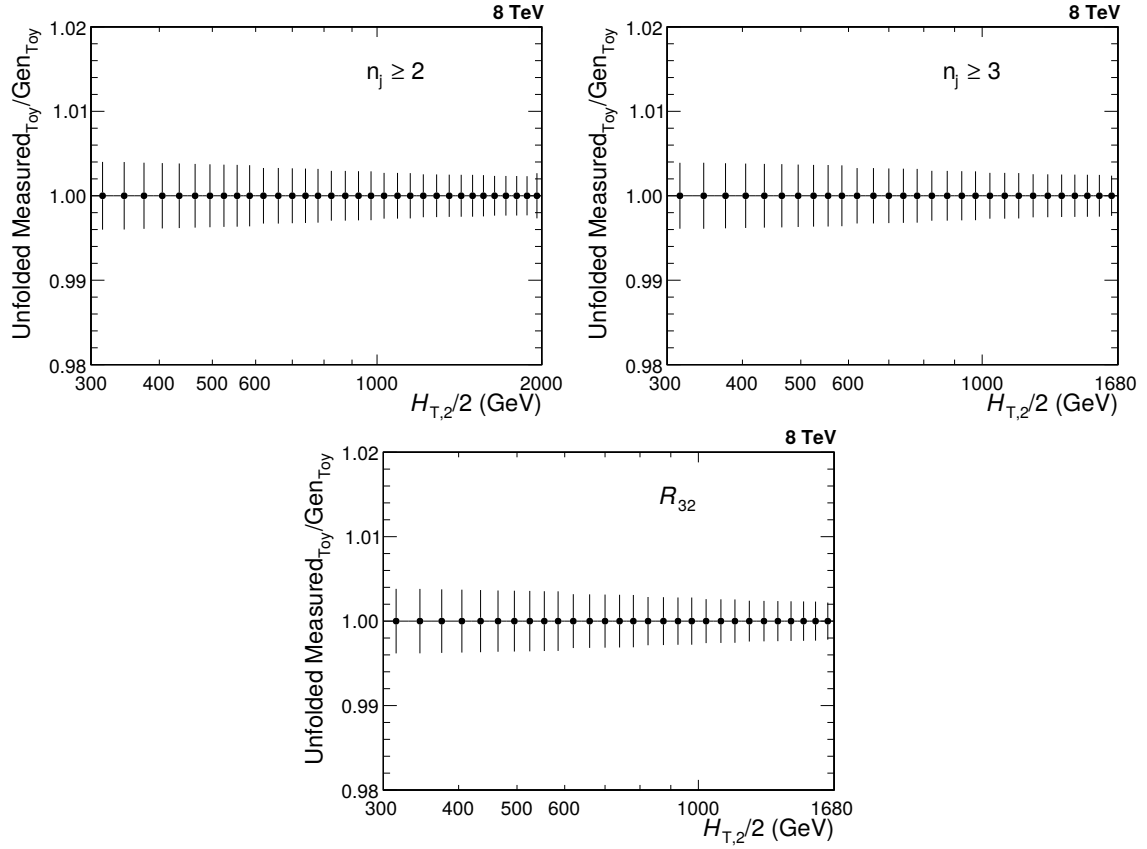 8 TeV
n_j ≥ 2
Unfolded Measured_Toy/Gen_Toy
1.02
1.01
1.00
0.99
0.98
300 400 500 600 1000 2000
H_T,2/2 (GeV)
8 TeV
n_j ≥ 3
Unfolded Measured_Toy/Gen_Toy
1.02
1.01
1.00
0.99
0.98
300 400 500 600 1000 1680
H_T,2/2 (GeV)
8 TeV
R_32
Unfolded Measured_Toy/Gen_Toy
1.02
1.01
1.00
0.99
0.98
300 400 500 600 1000 1680
H_T,2/2 (GeV)